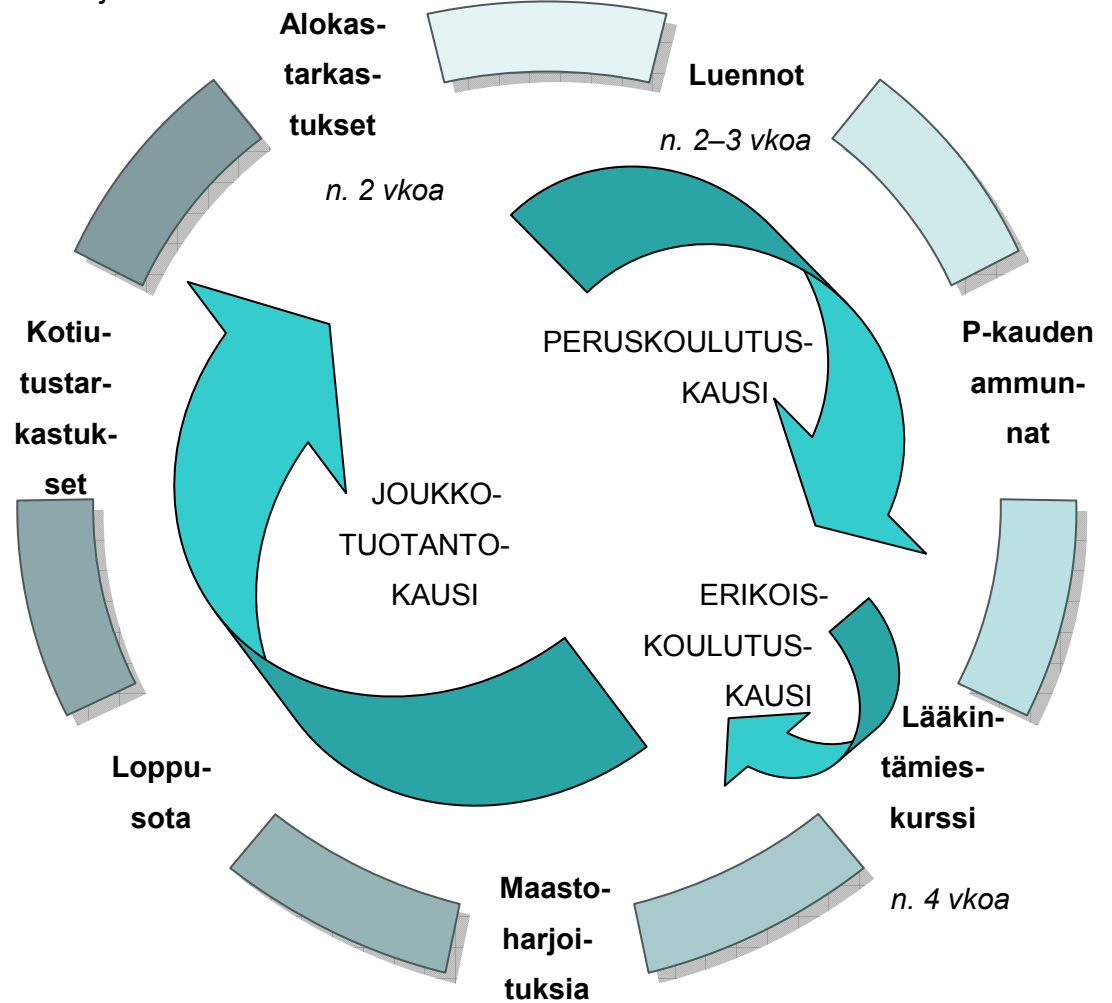 Alokas-
tarkas-
tukset
n. 2 vkoa
Luennot
n. 2–3 vkoa
P-kauden
ammun-
nat
PERUSKOULUTUS-
KAUSI
ERIKOIS-
KOULUTUS-
KAUSI
Lääkin-
tämies-
kurssi
n. 4 vkoa
Maasto-
harjoi-
tuksia
Loppu-
sota
JOUKKO-
TUOTANTO-
KAUSI
Kotiu-
tustar-
kastuk-
set